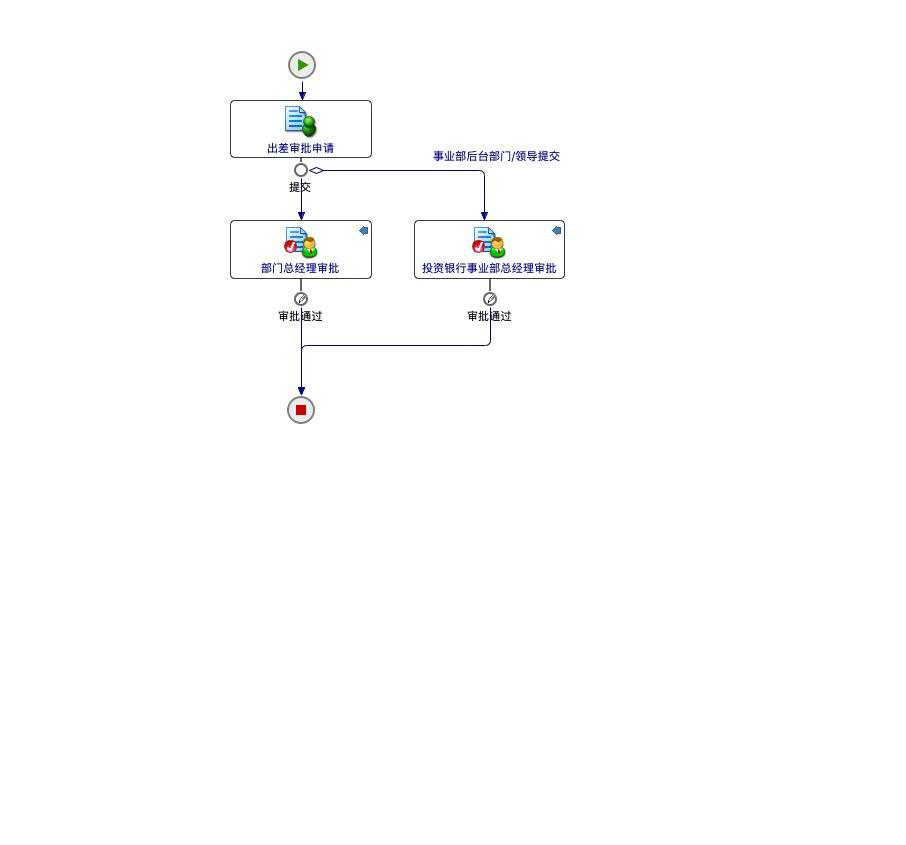 出差审批申请
事业部后台部门/领导提交
提交
部门总经理审批
投资银行事业部总经理审批
审批通过
审批通过